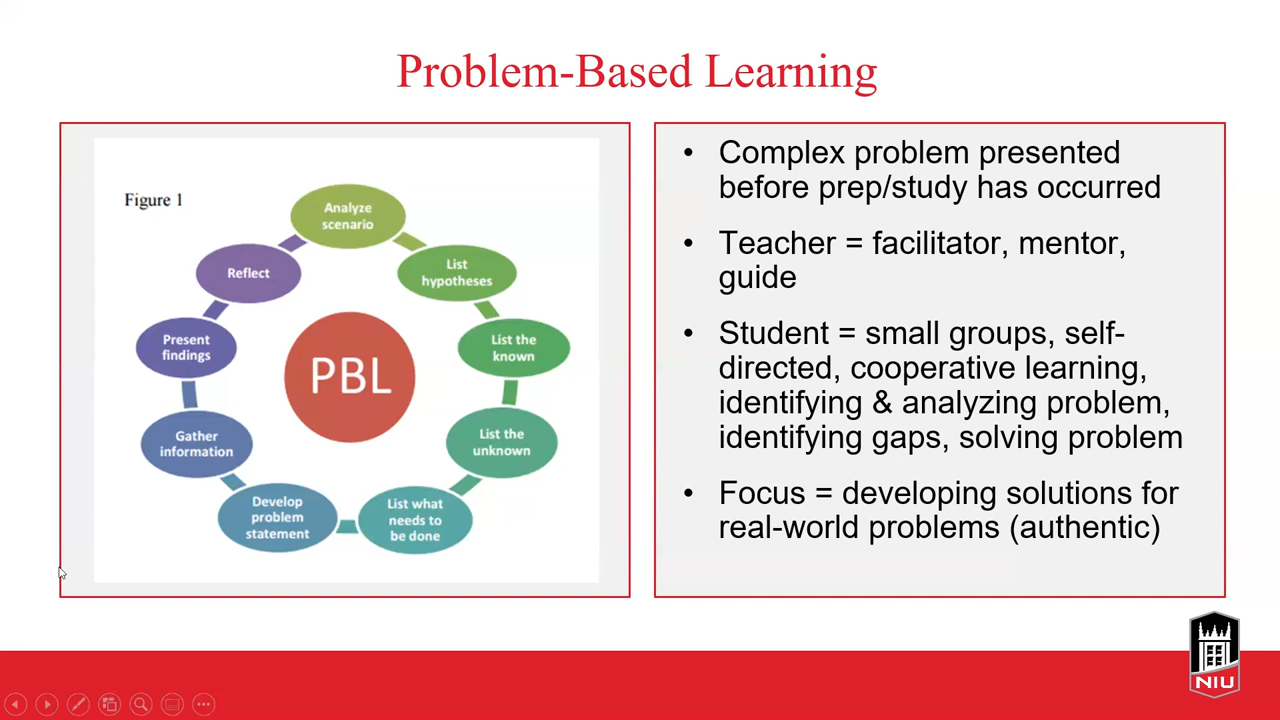 Problem-Based Learning
Figure 1
Analyze
scenario
List
hypotheses
List the
known
List the
unknown
List what
needs to
be done
Develop
problem
statement
Gather
information
Present
findings
Reflect
PBL
• Complex problem presented
before prep/study has occurred
• Teacher = facilitator, mentor,
guide
• Student = small groups, self-
directed, cooperative learning,
identifying & analyzing problem,
identifying gaps, solving problem
• Focus = developing solutions for
real-world problems (authentic)
NIU